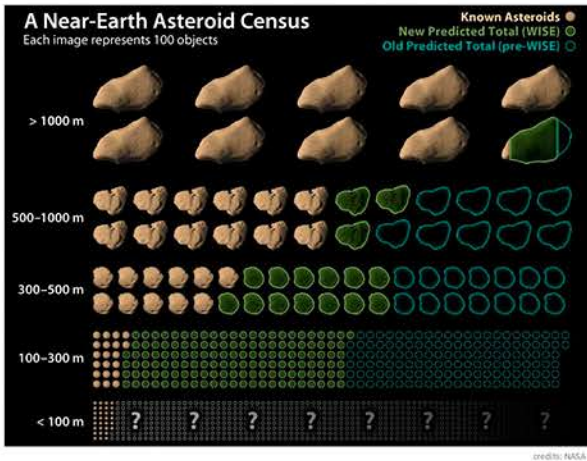 A Near-Earth Asteroid Census
Each image represents 100 objects
Known Asteroids
New Predicted Total (WISE)
Old Predicted Total (pre-WISE)
> 1000 m
500–1000 m
300–500 m
100–300 m
< 100 m
? ? ? ? ? ? ? ?
credits: NASA